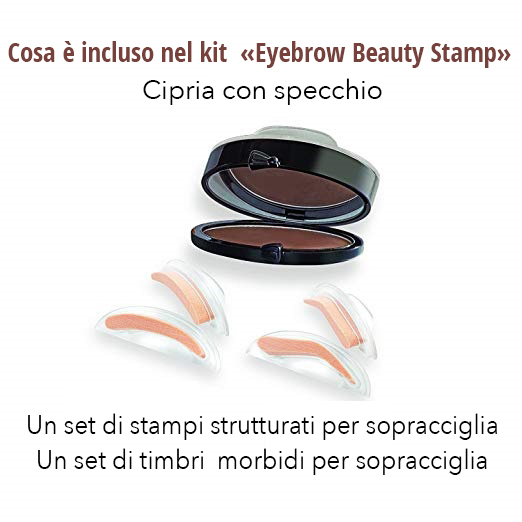 Cosa è incluso nel kit «Eyebrow Beauty Stamp»
Cipria con specchio
Un set di stampi strutturati per sopracciglia
Un set di timbri morbidi per sopracciglia